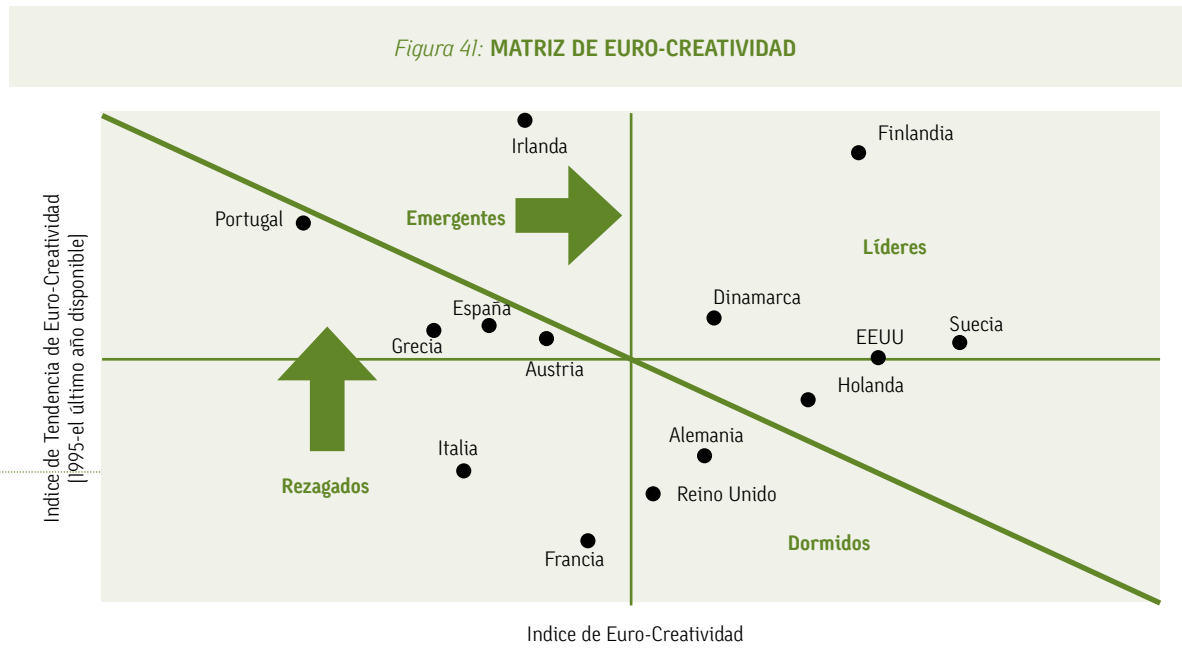 Figura 41: MATRIZ DE EURO-CREATIVIDAD
Irlanda
Finlandia
Portugal
Emergentes
Líderes
Dinamarca
España
Suecia
EEUU
Grecia
Austria
Holanda
Alemania
Italia
Rezagados
Reino Unido
Dormidos
Francia
Indice de Tendencia de Euro-Creatividad
(1995-el último año disponible)
Indice de Euro-Creatividad